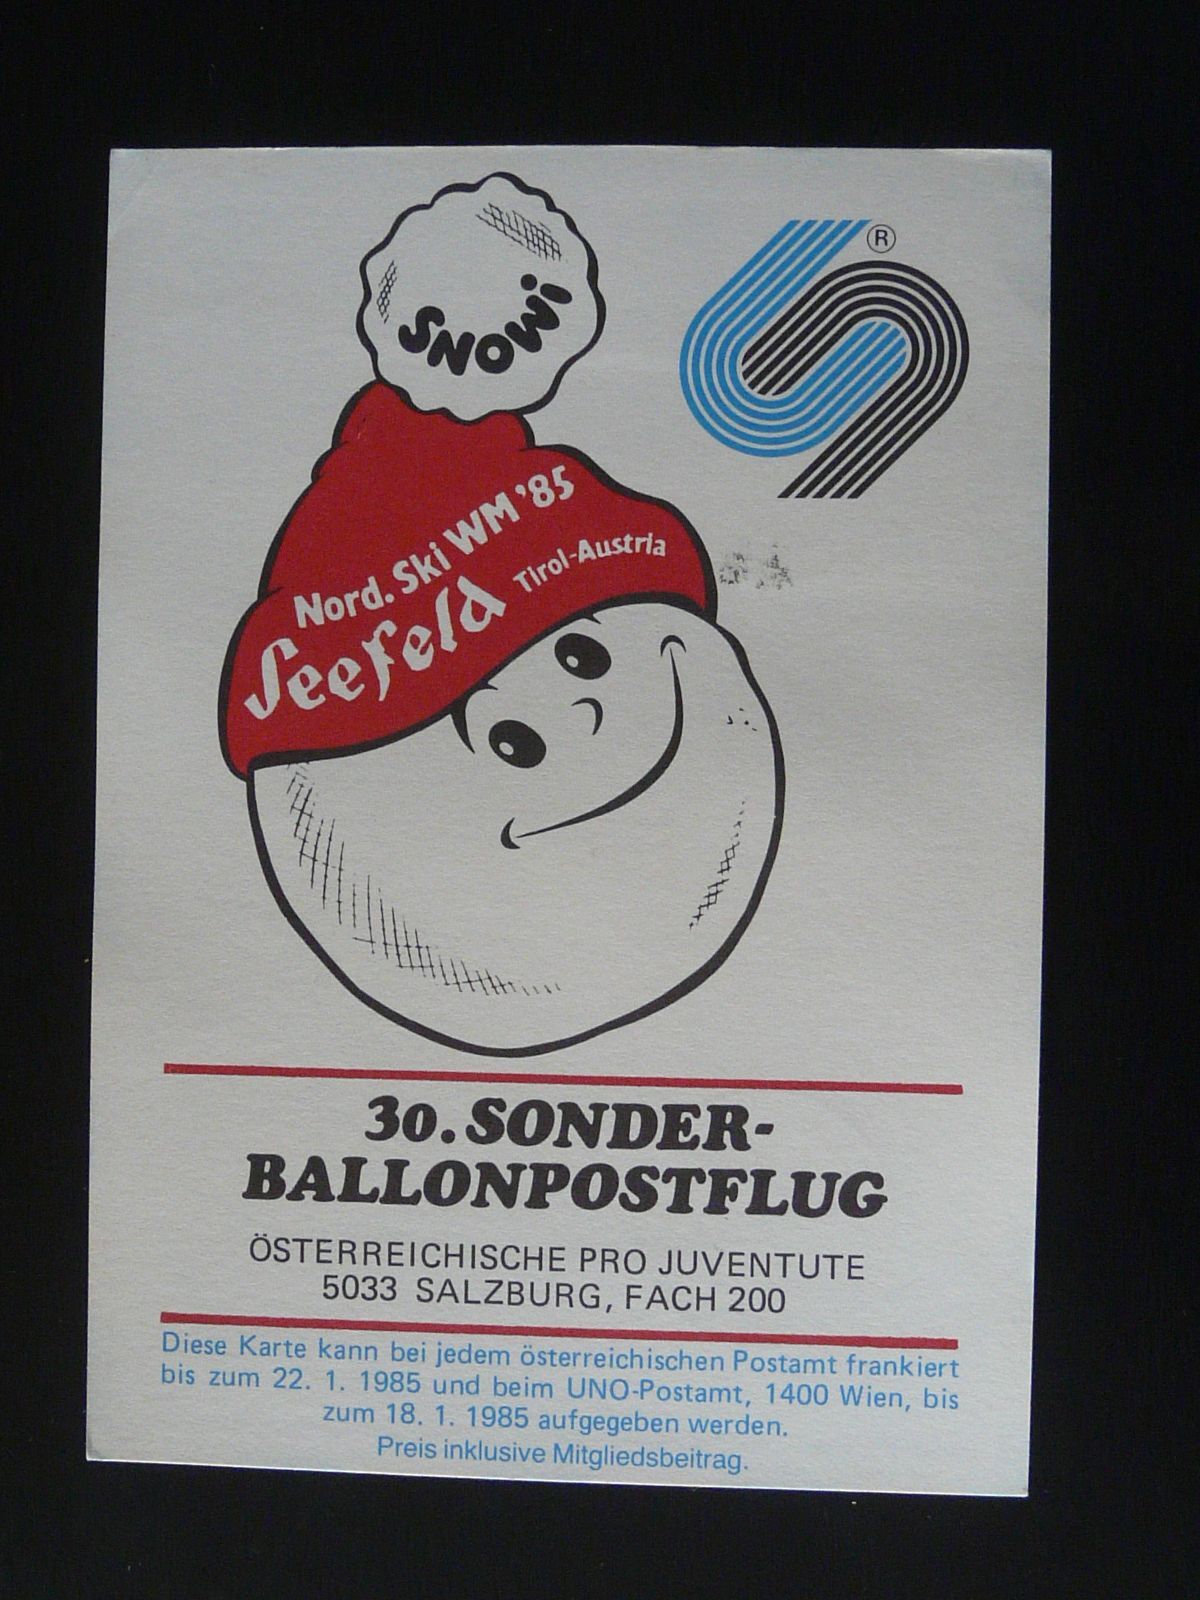 SNOWi
®
Nord. Ski WM '85
Seefeld Tirol-Austria
30. SONDER-
BALLONPOSTFLUG
ÖSTERREICHISCHE PRO JUVENTUTE
5033 SALZBURG, FACH 200
Diese Karte kann bei jedem österreichischen Postamt frankiert
bis zum 22. 1. 1985 und beim UNO-Postamt, 1400 Wien, bis
zum 18. 1. 1985 aufgegeben werden.
Preis inklusive Mitgliedsbeitrag.